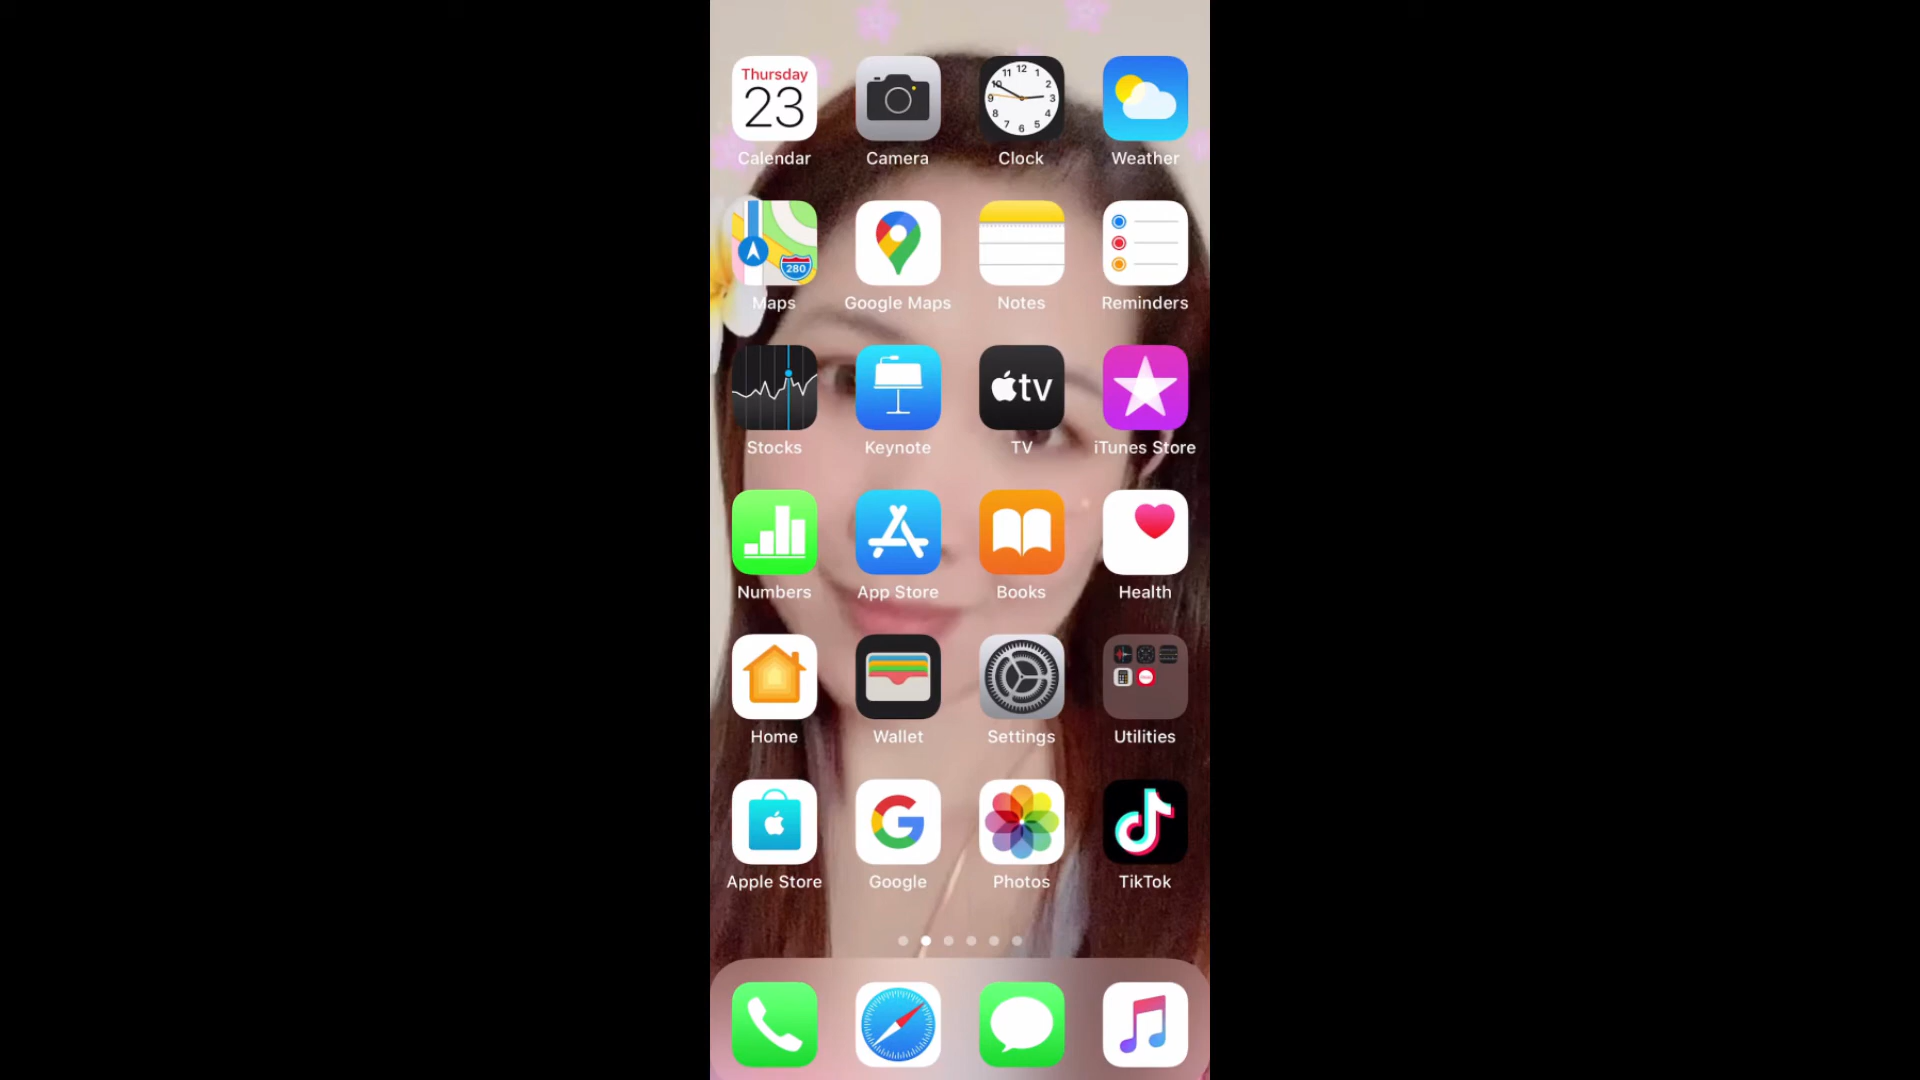 Thursday
23
Calendar Camera Clock Weather
280
Maps Google Maps Notes Reminders
tv
Stocks Keynote TV iTunes Store
Numbers App Store Books Health
Home Wallet Settings Utilities
Apple Store Google Photos TikTok